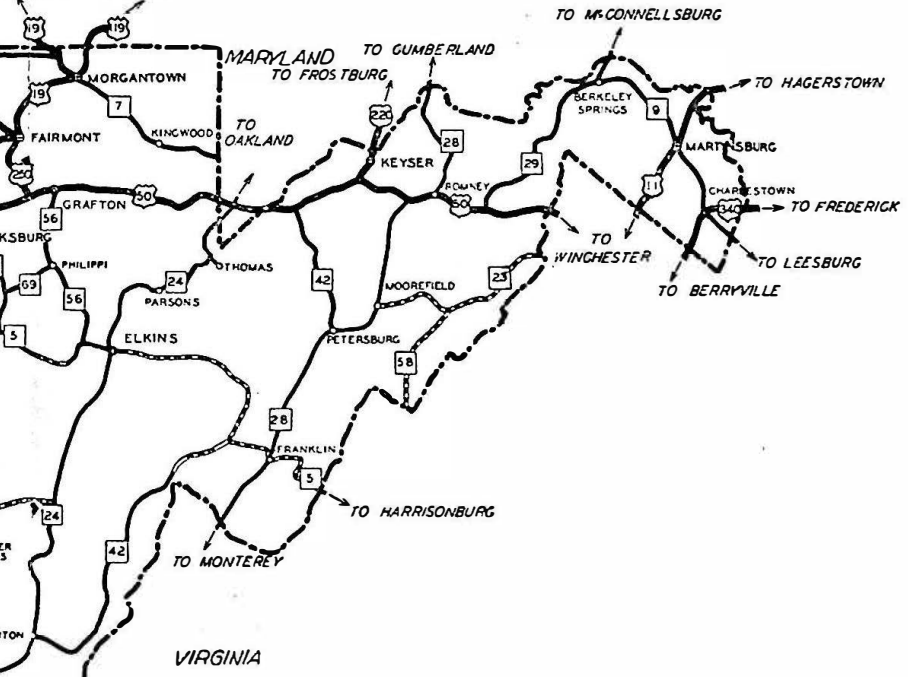 TO McCONNELLSBURG
19
19
MARYLAND
TO CUMBERLAND
TO FROSTBURG
TO HAGERSTOWN
MORGANTOWN
BERKELEY
SPRINGS
19
7
220
9
TO
OAKLAND
KINGWOOD
28
FAIRMONT
KEYSER
29
MARTINSBURG
250
11
ROMNEY
CHARLESTOWN
50
50
340
TO FREDERICK
GRAFTON
56
TO
WINCHESTER
KSBURG
TO LEESBURG
PHILIPPI
THOMAS
24
42
23
69
56
MOOREFIELD
TO BERRYVILLE
PARSONS
5
ELKINS
PETERSBURG
58
28
FRANKLIN
5
TO HARRISONBURG
24
42
TO MONTEREY
ER
S
TON
VIRGINIA